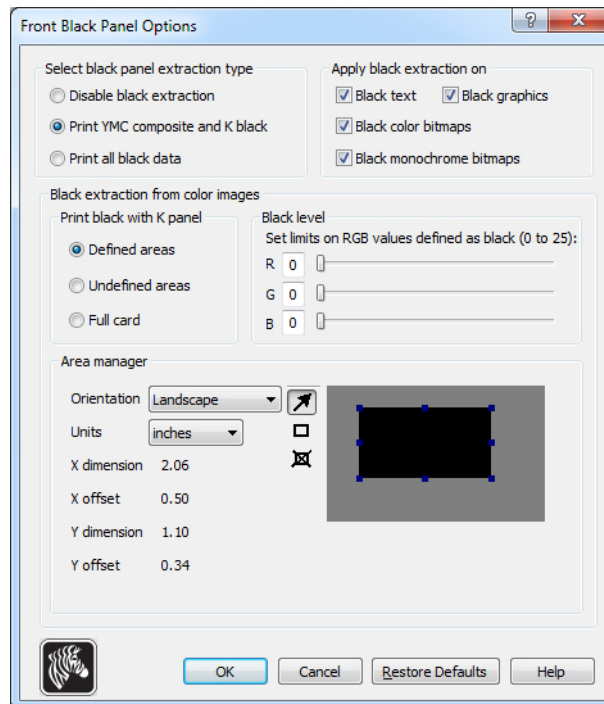 Front Black Panel Options
Select black panel extraction type
Disable black extraction
Print YMC composite and K black
Print all black data
Apply black extraction on
Black text
Black graphics
Black color bitmaps
Black monochrome bitmaps
Black extraction from color images
Print black with K panel
Defined areas
Undefined areas
Full card
Black level
Set limits on RGB values defined as black (0 to 25):
R 0
G 0
B 0
Area manager
Orientation Landscape
Units inches
X dimension 2.06
X offset 0.50
Y dimension 1.10
Y offset 0.34
OK
Cancel
Restore Defaults
Help